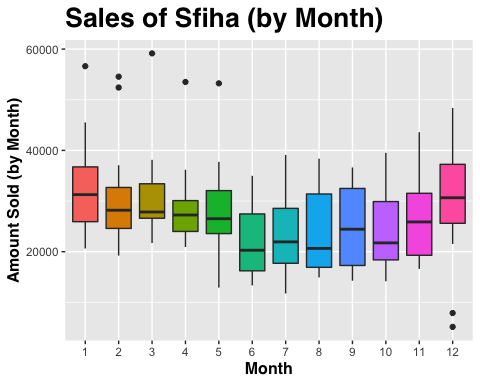 Sales of Sfiha (by Month)
Amount Sold (by Month)
60000
40000
20000
1 2 3 4 5 6 7 8 9 10 11 12
Month